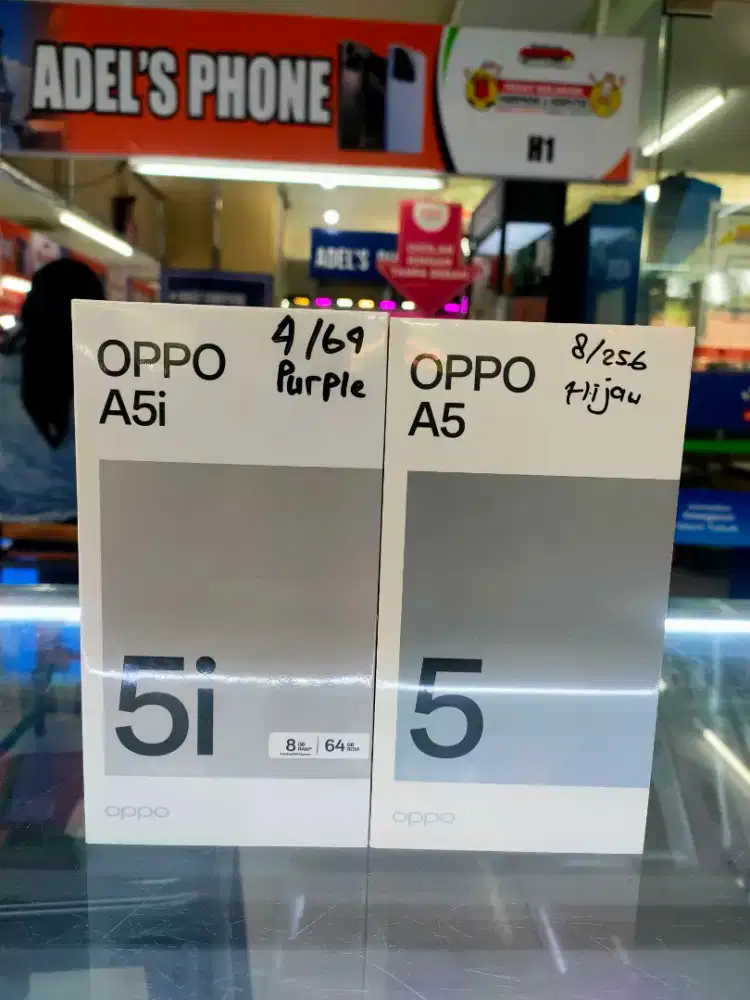 ADEL'S PHONE
H1
ADEL'S
OPPO
A5i
4/64
Purple
5i
8 GB RAM* | 64 GB ROM
oppo
OPPO
A5
8/256
Hijau
5
oppo